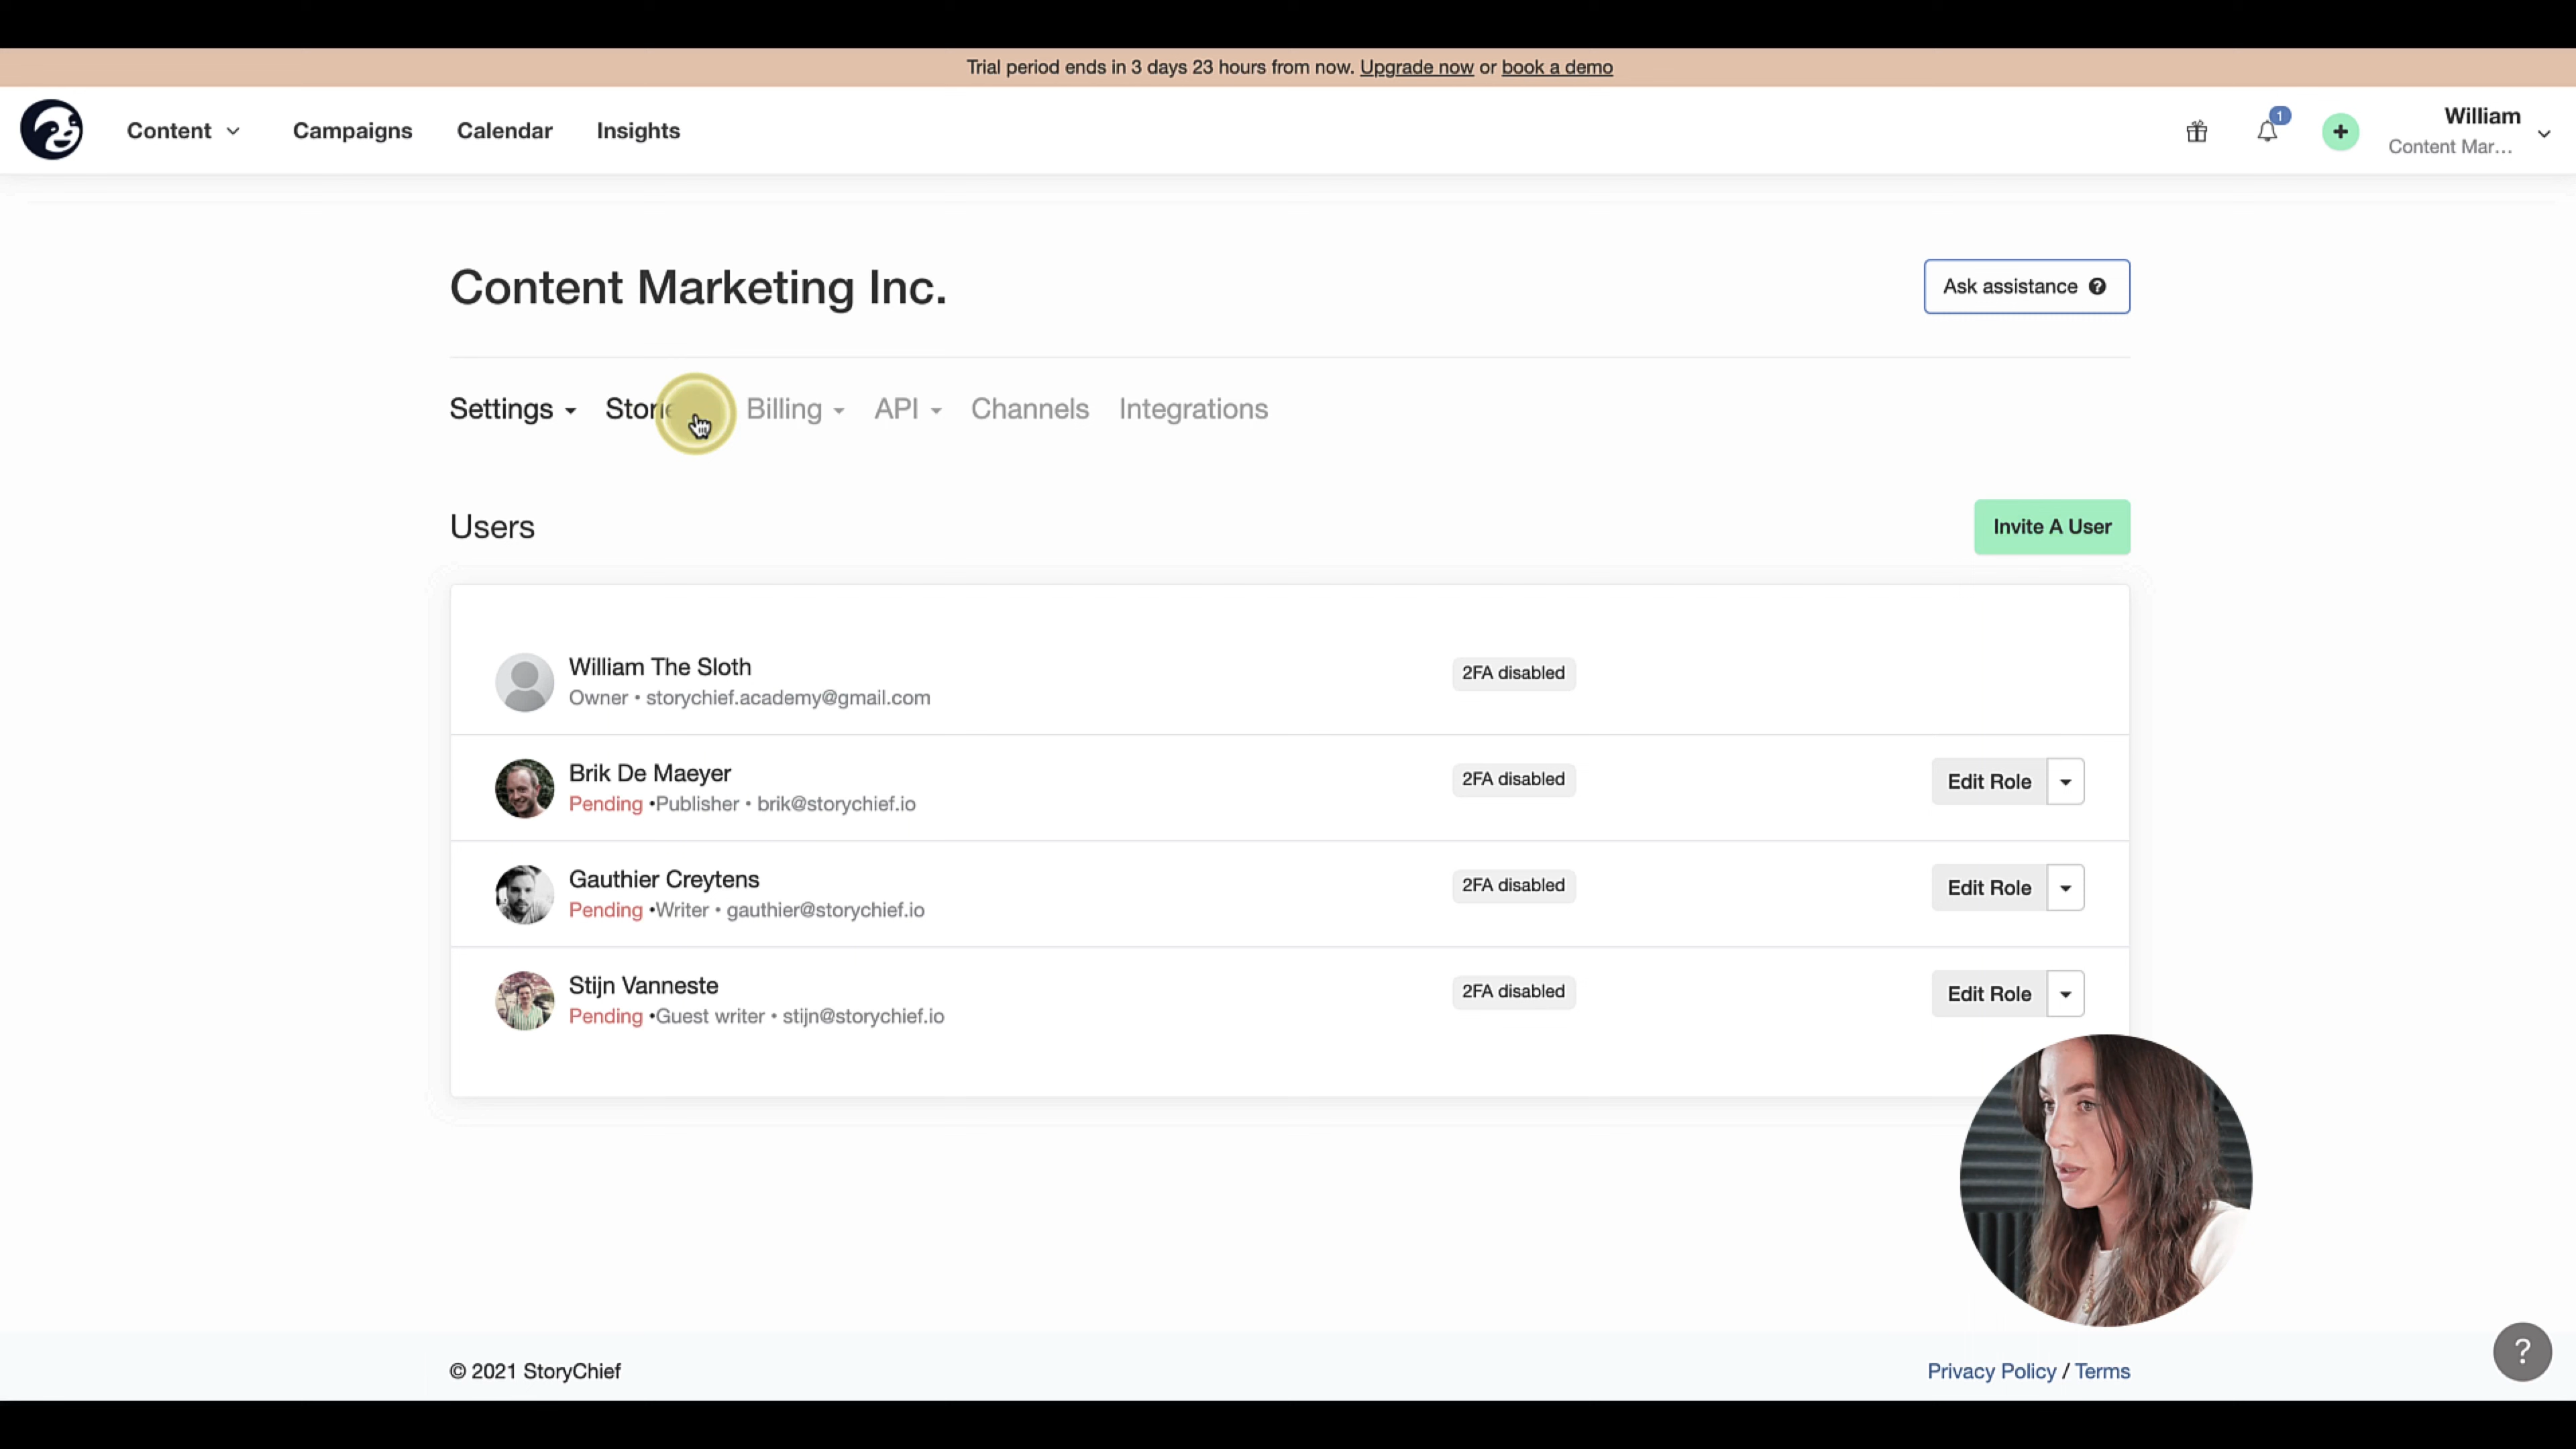 Trial period ends in 3 days 23 hours from now. Upgrade now or book a demo
Content Campaigns Calendar Insights
1
William
Content Mar...
Content Marketing Inc.
Ask assistance
Settings Billing API Channels Integrations
Users
Invite A User
William The Sloth
Owner • storychief.academy@gmail.com
2FA disabled
Brik De Maeyer
Pending •Publisher • brik@storychief.io
2FA disabled
Edit Role
Gauthier Creytens
Pending •Writer • gauthier@storychief.io
2FA disabled
Edit Role
Stijn Vanneste
Pending •Guest writer • stijn@storychief.io
2FA disabled
Edit Role
© 2021 StoryChief
Privacy Policy / Terms
?